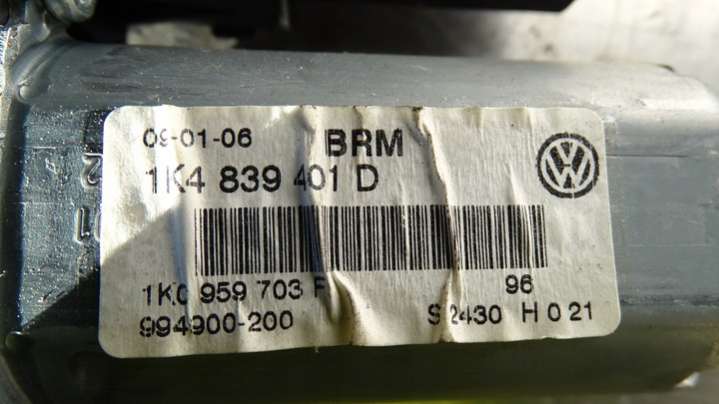 09-01-06 BRM
1K4 839 401 D
1K0 959 703 F 96
994900-200 S 2430 H 0 21